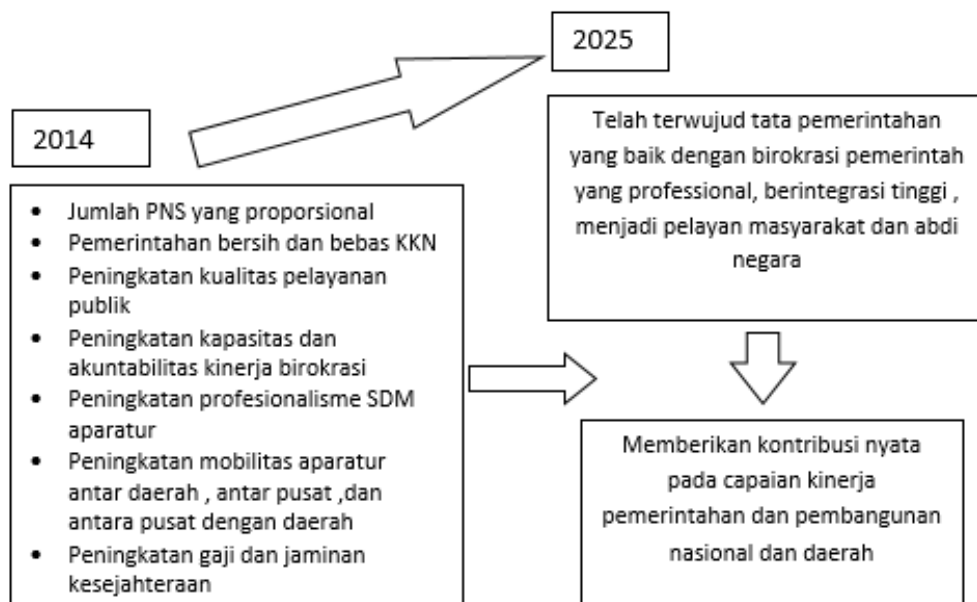 2014
• Jumlah PNS yang proporsional
• Pemerintahan bersih dan bebas KKN
• Peningkatan kualitas pelayanan
publik
• Peningkatan kapasitas dan
akuntabilitas kinerja birokrasi
• Peningkatan profesionalisme SDM
aparatur
• Peningkatan mobilitas aparatur
antar daerah , antar pusat ,dan
antara pusat dengan daerah
• Peningkatan gaji dan jaminan
kesejahteraan
2025
Telah terwujud tata pemerintahan
yang baik dengan birokrasi pemerintah
yang professional, berintegrasi tinggi ,
menjadi pelayan masyarakat dan abdi
negara
Memberikan kontribusi nyata
pada capaian kinerja
pemerintahan dan pembangunan
nasional dan daerah